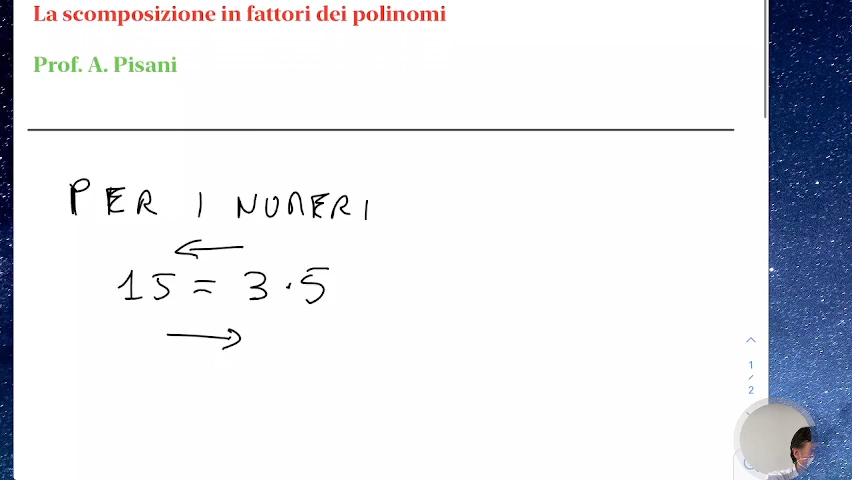 La scomposizione in fattori dei polinomi
Prof. A. Pisani
PER I NUMERI
←
15 = 3 · 5
→
1
/
2